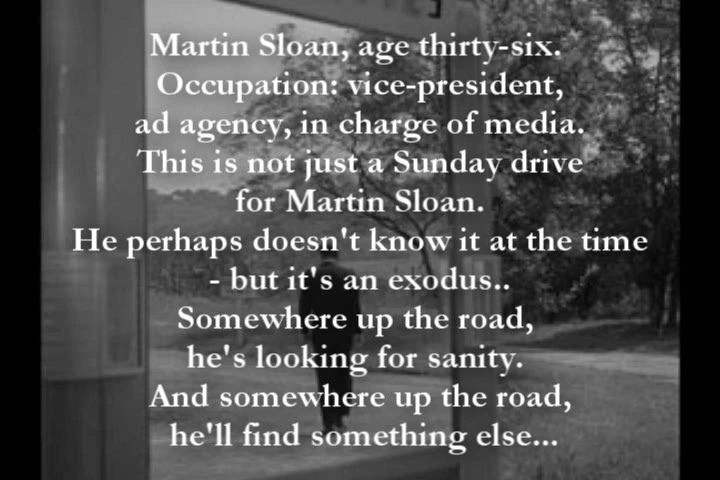 Martin Sloan, age thirty-six.
Occupation: vice-president,
ad agency, in charge of media.
This is not just a Sunday drive
for Martin Sloan.
He perhaps doesn't know it at the time
- but it's an exodus..
Somewhere up the road,
he's looking for sanity.
And somewhere up the road,
he'll find something else...